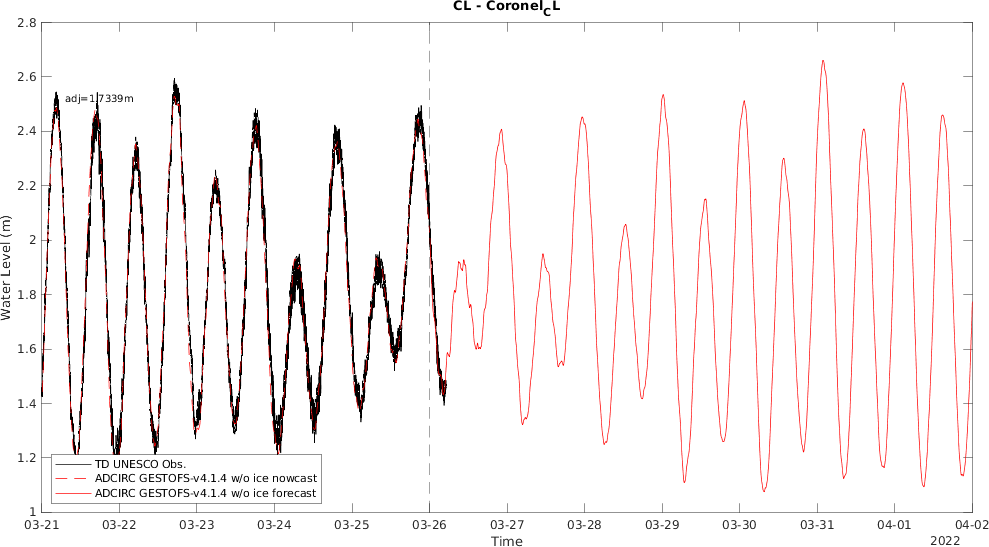 CL - Coronel_CL
2.8
2.6
2.4
2.2
2
1.8
1.6
1.4
1.2
1
Water Level (m)
adj=1.7339m
TD UNESCO Obs.
ADCIRC GESTOFS-v4.1.4 w/o ice nowcast
ADCIRC GESTOFS-v4.1.4 w/o ice forecast
03-21 03-22 03-23 03-24 03-25 03-26 03-27 03-28 03-29 03-30 03-31 04-01 04-02
Time
2022